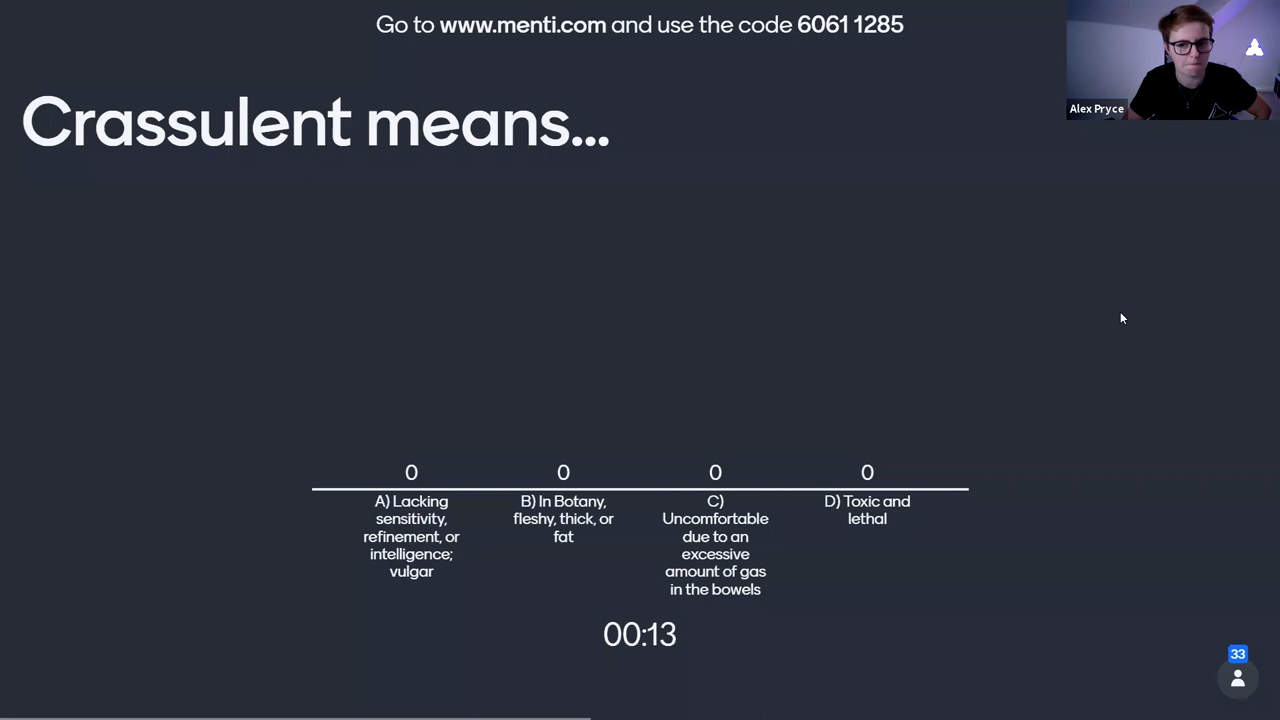 Go to www.menti.com and use the code 6061 1285
Alex Pryce
Crassulent means...
0
0
0
0
A) Lacking
sensitivity,
refinement, or
intelligence;
vulgar
B) In Botany,
fleshy, thick, or
fat
C)
Uncomfortable
due to an
excessive
amount of gas
in the bowels
D) Toxic and
lethal
00:13
33